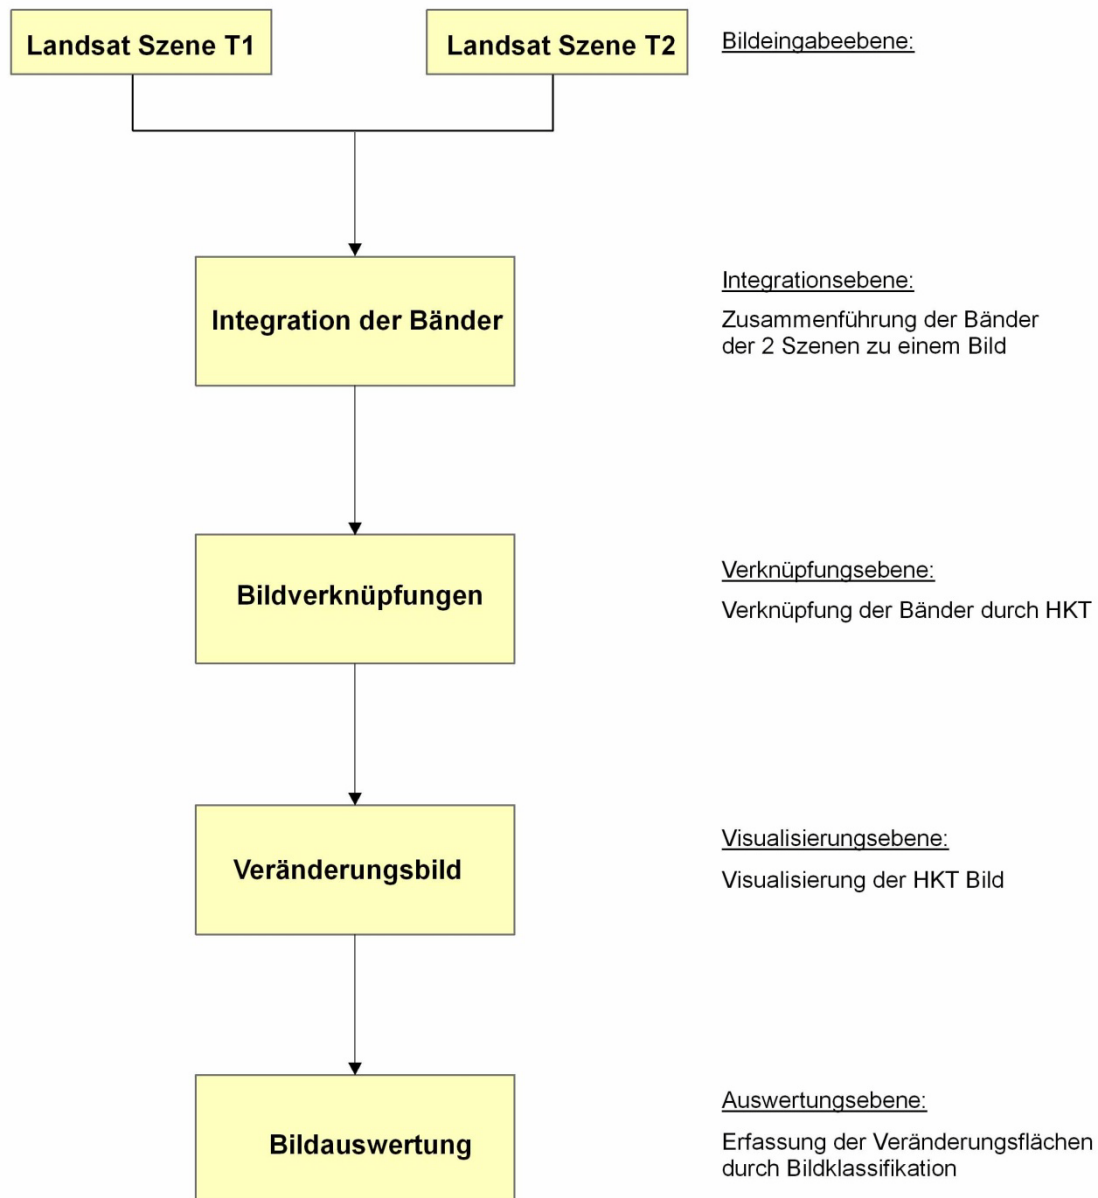 Landsat Szene T1
Landsat Szene T2
Bildeingabeebene:
Integration der Bänder
Integrationsebene:
Zusammenführung der Bänder
der 2 Szenen zu einem Bild
Bildverknüpfungen
Verknüpfungsebene:
Verknüpfung der Bänder durch HKT
Veränderungsbild
Visualisierungsebene:
Visualisierung der HKT Bild
Bildauswertung
Auswertungsebene:
Erfassung der Veränderungsflächen
durch Bildklassifikation